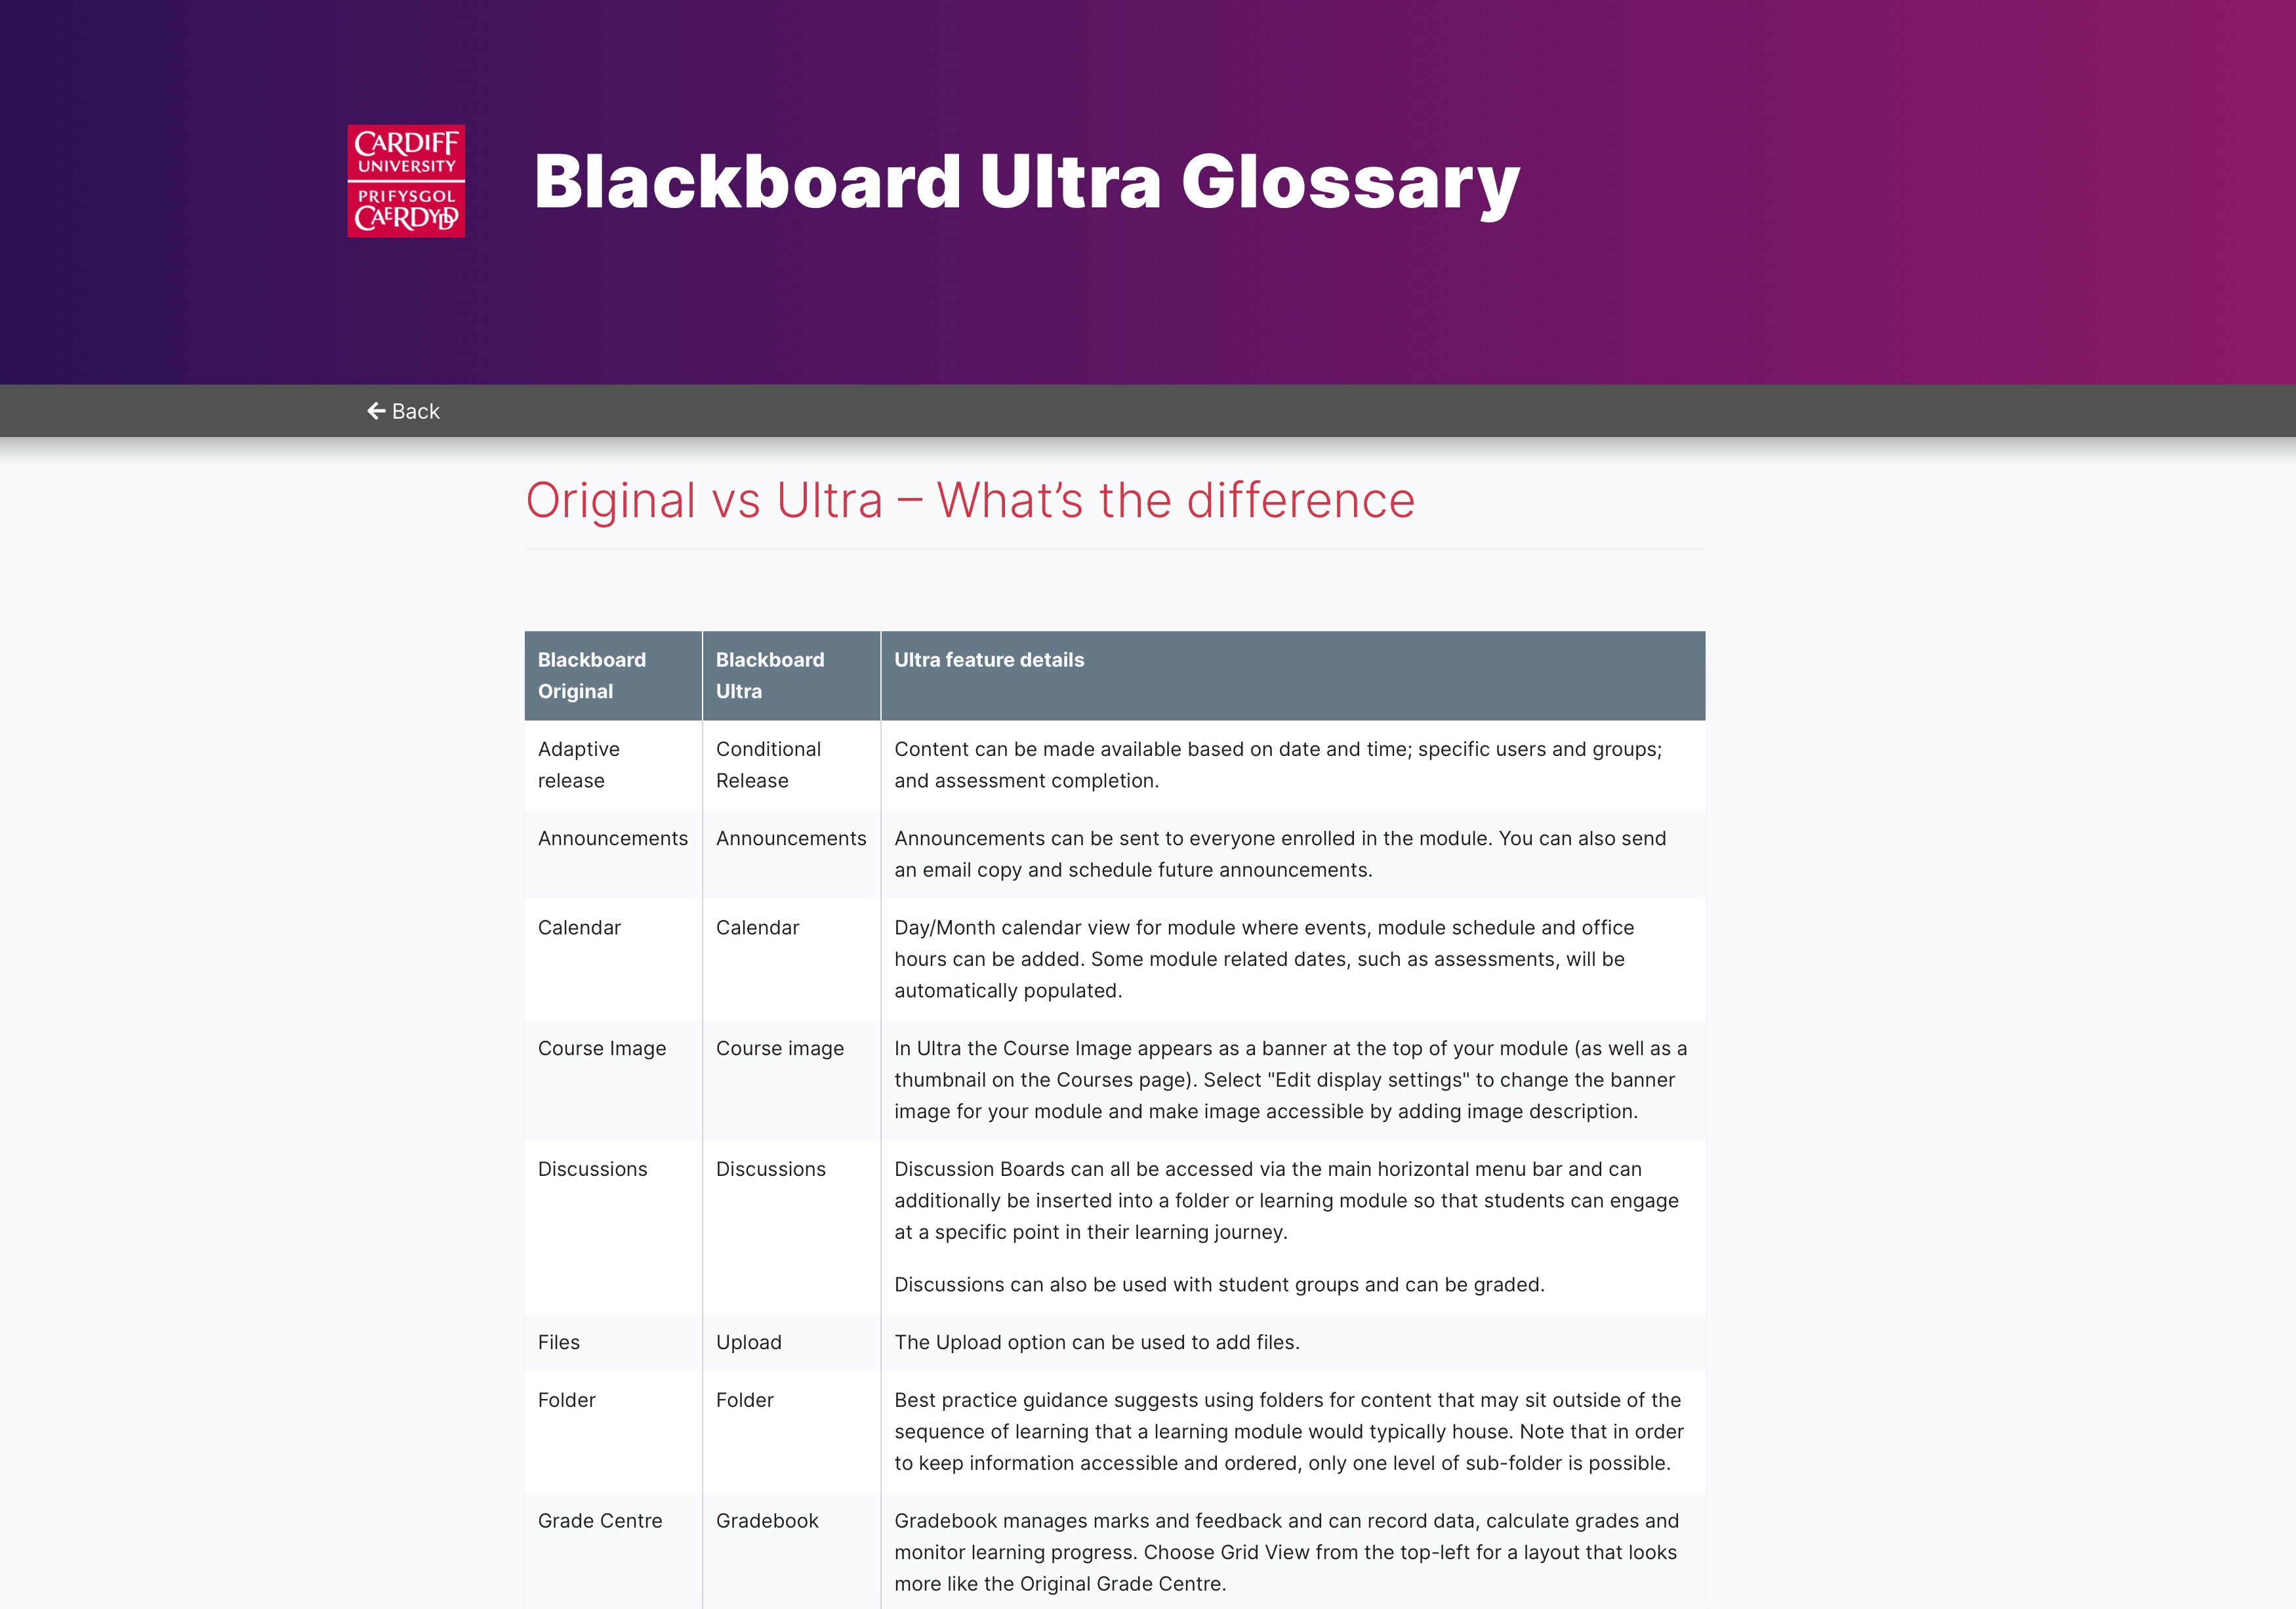 CARDIFF
UNIVERSITY
PRIFYSGOL
CAERDYDD
Blackboard Ultra Glossary
Back
Original vs Ultra – What’s the difference
Blackboard Original
Blackboard Ultra
Ultra feature details
Adaptive release
Conditional Release
Content can be made available based on date and time; specific users and groups;
and assessment completion.
Announcements
Announcements
Announcements can be sent to everyone enrolled in the module. You can also send
an email copy and schedule future announcements.
Calendar
Calendar
Day/Month calendar view for module where events, module schedule and office
hours can be added. Some module related dates, such as assessments, will be
automatically populated.
Course Image
Course image
In Ultra the Course Image appears as a banner at the top of your module (as well as a
thumbnail on the Courses page). Select "Edit display settings" to change the banner
image for your module and make image accessible by adding image description.
Discussions
Discussions
Discussion Boards can all be accessed via the main horizontal menu bar and can
additionally be inserted into a folder or learning module so that students can engage
at a specific point in their learning journey.
Discussions can also be used with student groups and can be graded.
Files
Upload
The Upload option can be used to add files.
Folder
Folder
Best practice guidance suggests using folders for content that may sit outside of the
sequence of learning that a learning module would typically house. Note that in order
to keep information accessible and ordered, only one level of sub-folder is possible.
Grade Centre
Gradebook
Gradebook manages marks and feedback and can record data, calculate grades and
monitor learning progress. Choose Grid View from the top-left for a layout that looks
more like the Original Grade Centre.